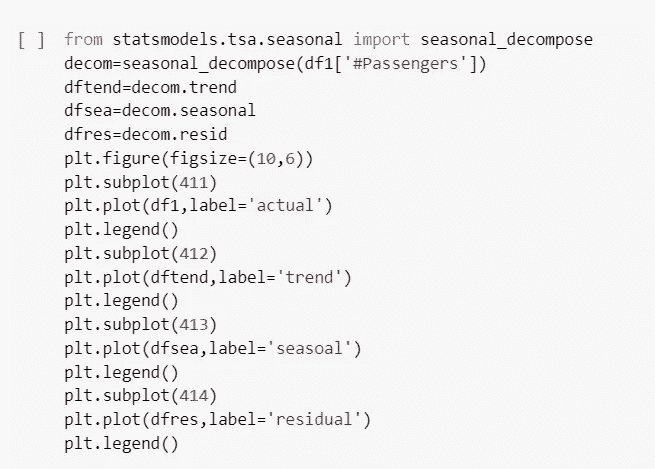 [ ] from statsmodels.tsa.seasonal import seasonal_decompose
decom=seasonal_decompose(df1['#Passengers'])
dftend=decom.trend
dfsea=decom.seasonal
dfres=decom.resid
plt.figure(figsize=(10,6))
plt.subplot(411)
plt.plot(df1,label='actual')
plt.legend()
plt.subplot(412)
plt.plot(dftend,label='trend')
plt.legend()
plt.subplot(413)
plt.plot(dfsea,label='seasoal')
plt.legend()
plt.subplot(414)
plt.plot(dfres,label='residual')
plt.legend()